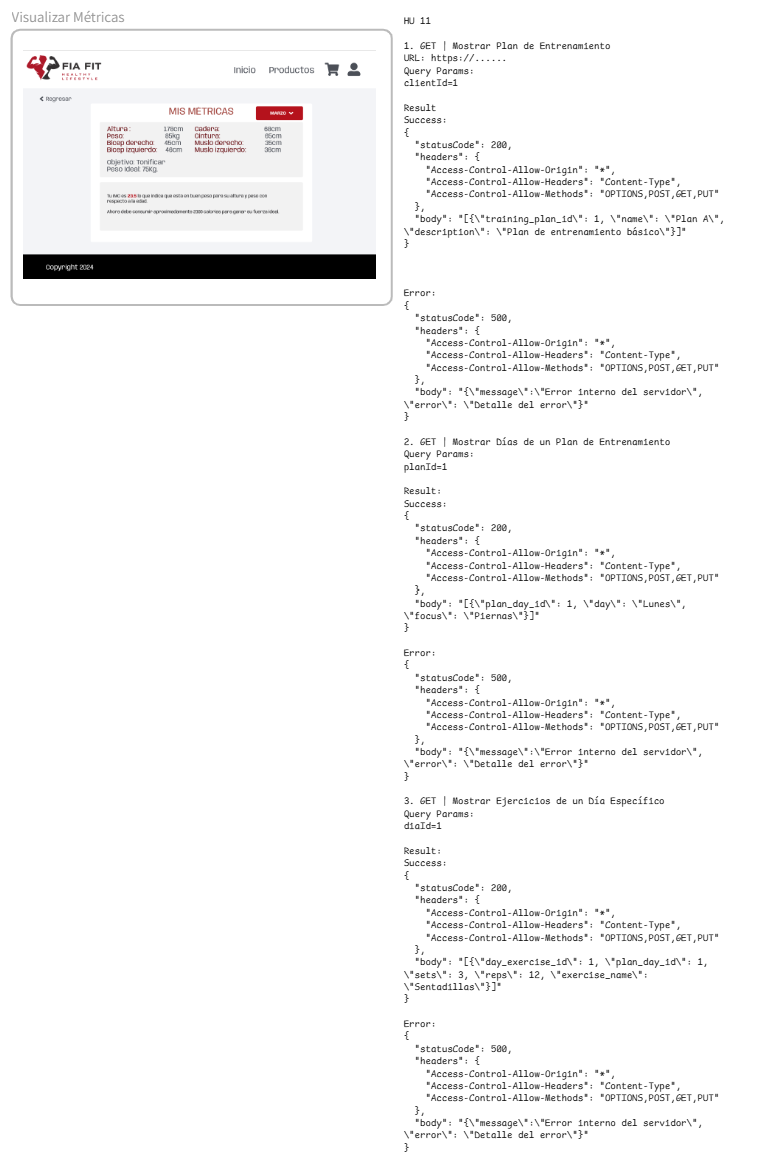 Visualizar Métricas
FIA FIT
HEALTHY
LIFESTYLE
Inicio Productos
Regresar
MIS METRICAS
MARZO
Altura : 176cm Cadera: 68cm
Peso: 85kg Cintura: 85cm
Bicep derecho: 45cm Muslo derecho: 35cm
Bicep izquierdo: 46cm Muslo izquierdo: 36cm
Objetivo: Tonificar
Peso Ideal: 75Kg.
Tu IMC es 23.5 lo que indica que esta en buen peso para su altura y peso con
respecto a la edad.
Ahora debe consumir aproximadamente 2305 calorias para ganar su fuerza ideal.
Copyright 2024
HU 11
1. GET | Mostrar Plan de Entrenamiento
URL: https://......
Query Params:
clientId=1
Result
Success:
{
"statusCode": 200,
"headers": {
"Access-Control-Allow-Origin": "*",
"Access-Control-Allow-Headers": "Content-Type",
"Access-Control-Allow-Methods": "OPTIONS,POST,GET,PUT"
},
"body": "[{\"training_plan_id\": 1, \"name\": \"Plan A\",
\"description\": \"Plan de entrenamiento básico\"}]"
}
Error:
{
"statusCode": 500,
"headers": {
"Access-Control-Allow-Origin": "*",
"Access-Control-Allow-Headers": "Content-Type",
"Access-Control-Allow-Methods": "OPTIONS,POST,GET,PUT"
},
"body": "{\"message\":\"Error interno del servidor\",
\"error\": \"Detalle del error\"}"
}
2. GET | Mostrar Días de un Plan de Entrenamiento
Query Params:
planId=1
Result:
Success:
{
"statusCode": 200,
"headers": {
"Access-Control-Allow-Origin": "*",
"Access-Control-Allow-Headers": "Content-Type",
"Access-Control-Allow-Methods": "OPTIONS,POST,GET,PUT"
},
"body": "[{\"plan_day_id\": 1, \"day\": \"Lunes\",
\"focus\": \"Piernas\"}]"
}
Error:
{
"statusCode": 500,
"headers": {
"Access-Control-Allow-Origin": "*",
"Access-Control-Allow-Headers": "Content-Type",
"Access-Control-Allow-Methods": "OPTIONS,POST,GET,PUT"
},
"body": "{\"message\":\"Error interno del servidor\",
\"error\": \"Detalle del error\"}"
}
3. GET | Mostrar Ejercicios de un Día Específico
Query Params:
diaId=1
Result:
Success:
{
"statusCode": 200,
"headers": {
"Access-Control-Allow-Origin": "*",
"Access-Control-Allow-Headers": "Content-Type",
"Access-Control-Allow-Methods": "OPTIONS,POST,GET,PUT"
},
"body": "[{\"day_exercise_id\": 1, \"plan_day_id\": 1,
\"sets\": 3, \"reps\": 12, \"exercise_name\":
\"Sentadillas\"}]"
}
Error:
{
"statusCode": 500,
"headers": {
"Access-Control-Allow-Origin": "*",
"Access-Control-Allow-Headers": "Content-Type",
"Access-Control-Allow-Methods": "OPTIONS,POST,GET,PUT"
},
"body": "{\"message\":\"Error interno del servidor\",
\"error\": \"Detalle del error\"}"
}